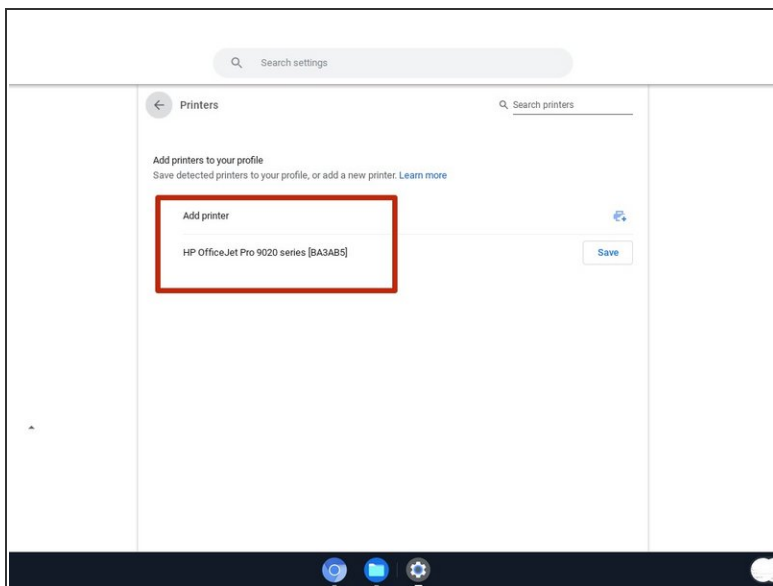 Search settings
Printers
Search printers
Add printers to your profile
Save detected printers to your profile, or add a new printer. Learn more
Add printer
HP OfficeJet Pro 9020 series [BA3AB5]
Save